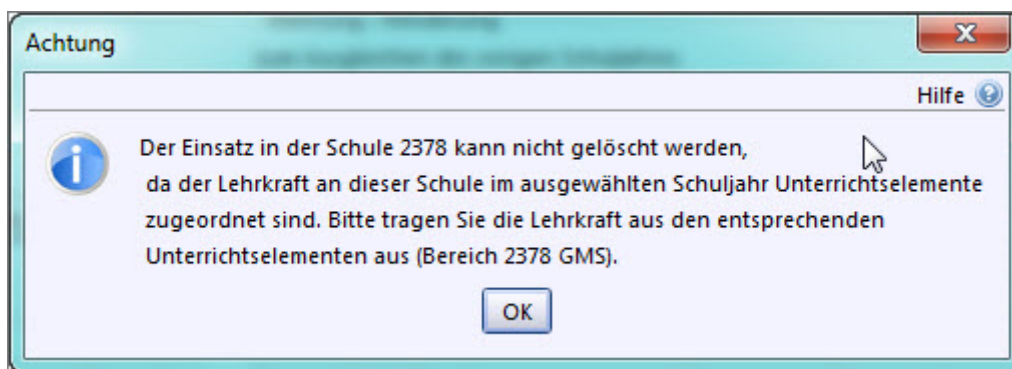 Achtung
Hilfe
Der Einsatz in der Schule 2378 kann nicht gelöscht werden,
da der Lehrkraft an dieser Schule im ausgewählten Schuljahr Unterrichtselemente
zugeordnet sind. Bitte tragen Sie die Lehrkraft aus den entsprechenden
Unterrichtselementen aus (Bereich 2378 GMS).
OK